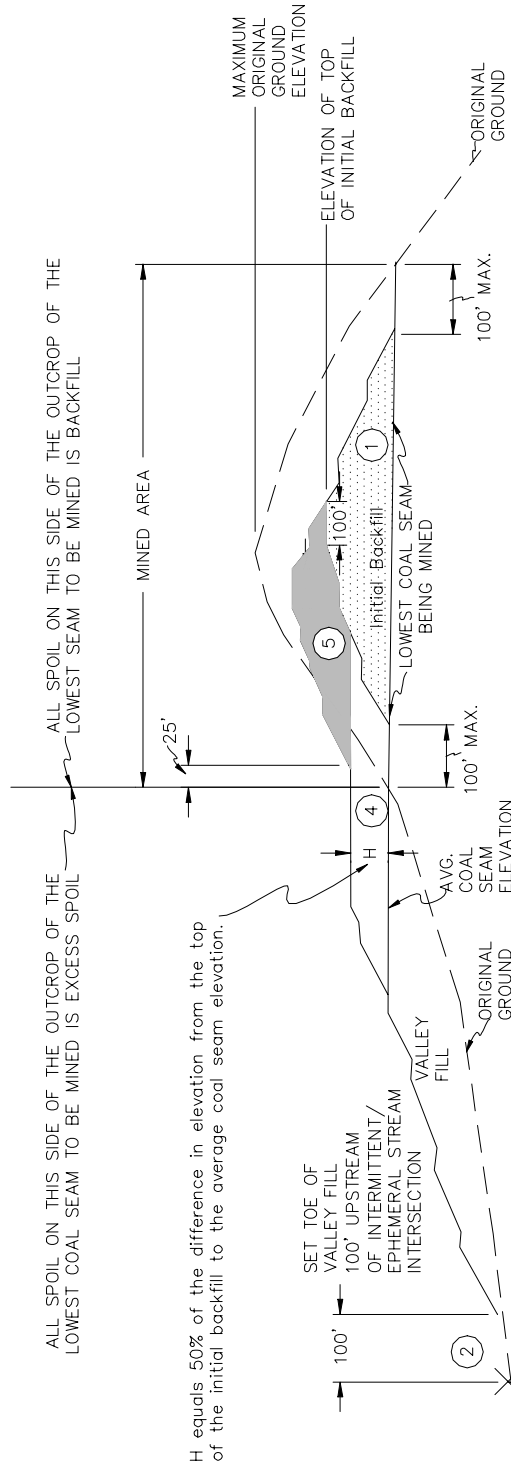 ALL SPOIL ON THIS SIDE OF THE OUTCROP OF THE
LOWEST COAL SEAM TO BE MINED IS EXCESS SPOIL
ALL SPOIL ON THIS SIDE OF THE OUTCROP OF THE
LOWEST SEAM TO BE MINED IS BACKFILL
H equals 50% of the difference in elevation from the top
of the initial backfill to the average coal seam elevation.
MINED AREA
25'
MAXIMUM
ORIGINAL
GROUND
ELEVATION
ELEVATION OF TOP
OF INITIAL BACKFILL
SET TOE OF
VALLEY FILL
100' UPSTREAM
OF INTERMITTENT/
EPHEMERAL STREAM
INTERSECTION
100'
2
VALLEY
FILL
H
4
5
100'
1
Initial Backfill
ORIGINAL
GROUND
AVG.
COAL
SEAM
ELEVATION
100' MAX.
LOWEST COAL SEAM
BEING MINED
100' MAX.
ORIGINAL
GROUND